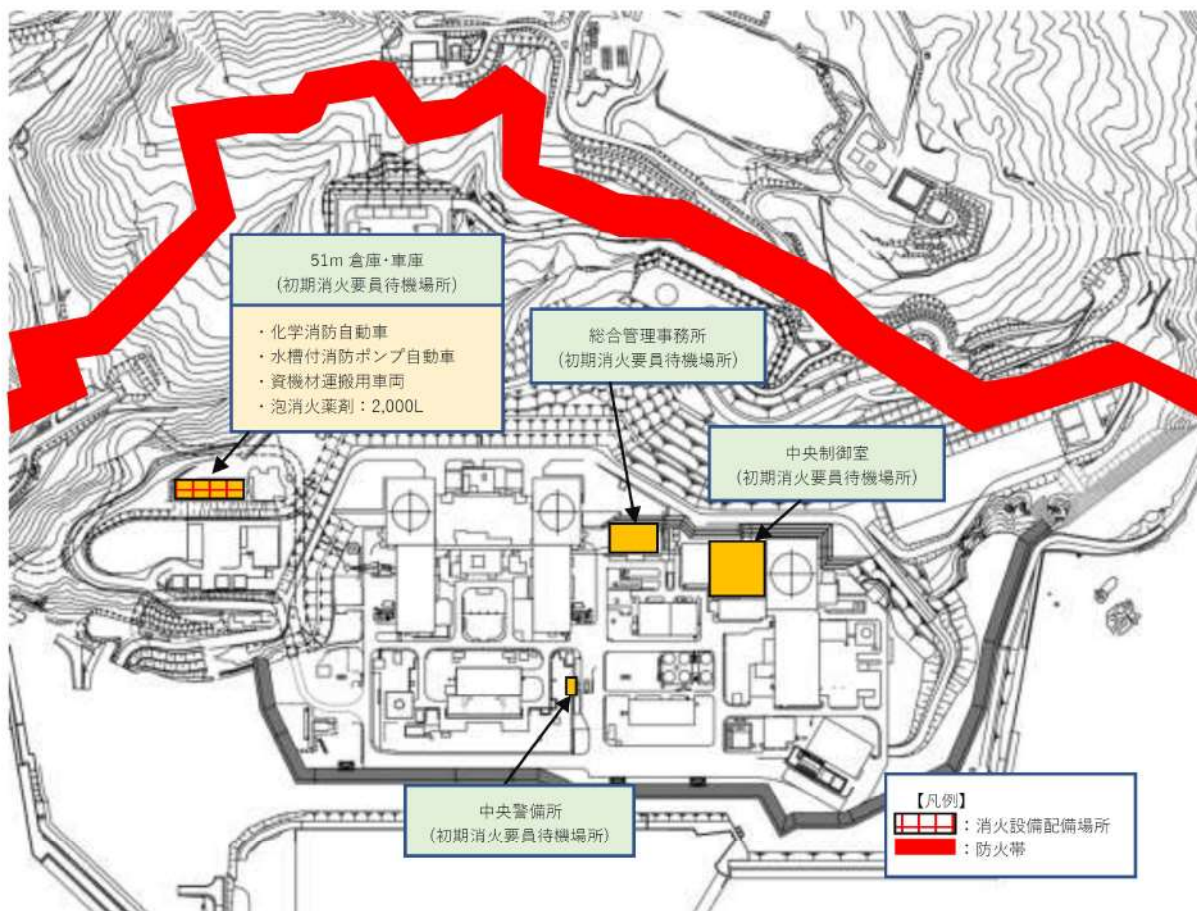 51m 倉庫・車庫
(初期消火要員待機場所)
・化学消防自動車
・水槽付消防ポンプ自動車
・資機材運搬用車両
・泡消火薬剤：2,000L
総合管理事務所
(初期消火要員待機場所)
中央制御室
(初期消火要員待機場所)
中央警備所
(初期消火要員待機場所)
【凡例】
：消火設備配備場所
：防火帯